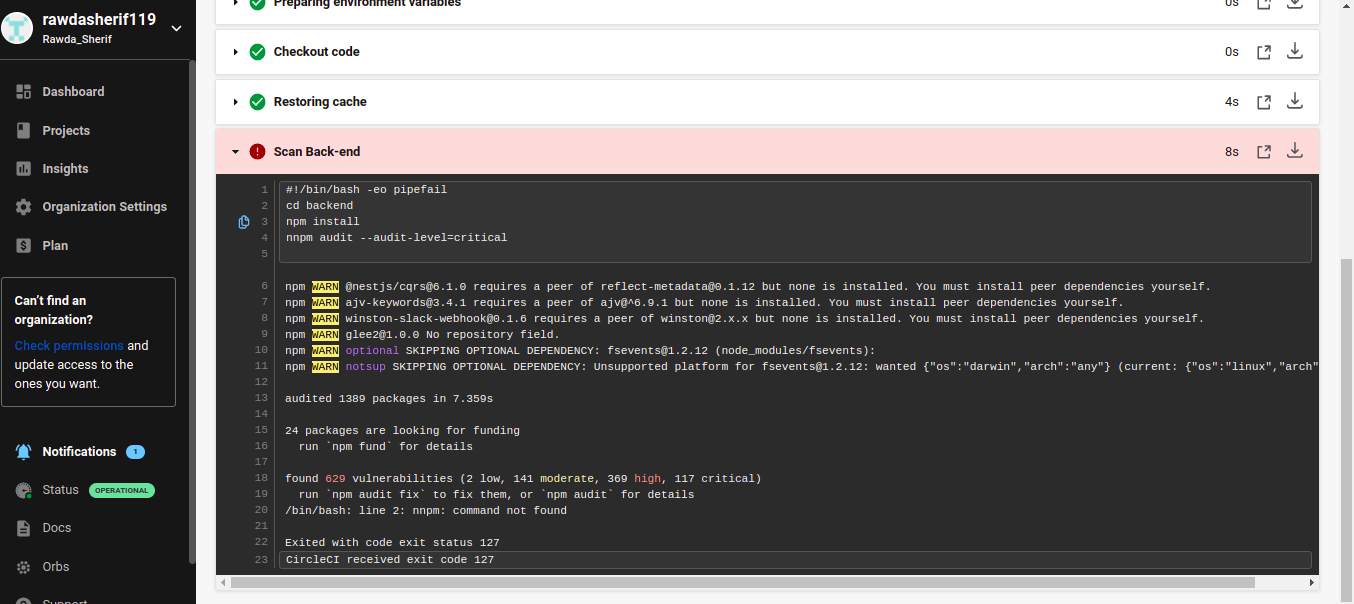 rawdasherif119
Rawda_Sherif
Dashboard
Projects
Insights
Organization Settings
Plan
Can't find an
organization?
Check permissions and
update access to the
ones you want.
Notifications 1
Status OPERATIONAL
Docs
Orbs
Support
Preparing environment variables 0s
Checkout code 0s
Restoring cache 4s
Scan Back-end 8s
1 #!/bin/bash -eo pipefail
2 cd backend
3 npm install
4 nnpm audit --audit-level=critical
5
6 npm WARN @nestjs/cqrs@6.1.0 requires a peer of reflect-metadata@0.1.12 but none is installed. You must install peer dependencies yourself.
7 npm WARN ajv-keywords@3.4.1 requires a peer of ajv@^6.9.1 but none is installed. You must install peer dependencies yourself.
8 npm WARN winston-slack-webhook@0.1.6 requires a peer of winston@2.x.x but none is installed. You must install peer dependencies yourself.
9 npm WARN glee2@1.0.0 No repository field.
10 npm WARN optional SKIPPING OPTIONAL DEPENDENCY: fsevents@1.2.12 (node_modules/fsevents):
11 npm WARN notsup SKIPPING OPTIONAL DEPENDENCY: Unsupported platform for fsevents@1.2.12: wanted {"os":"darwin","arch":"any"} (current: {"os":"linux","arch"
12
13 audited 1389 packages in 7.359s
14
15 24 packages are looking for funding
16 run `npm fund` for details
17
18 found 629 vulnerabilities (2 low, 141 moderate, 369 high, 117 critical)
19 run `npm audit fix` to fix them, or `npm audit` for details
20 /bin/bash: line 2: nnpm: command not found
21
22 Exited with code exit status 127
23 CircleCI received exit code 127